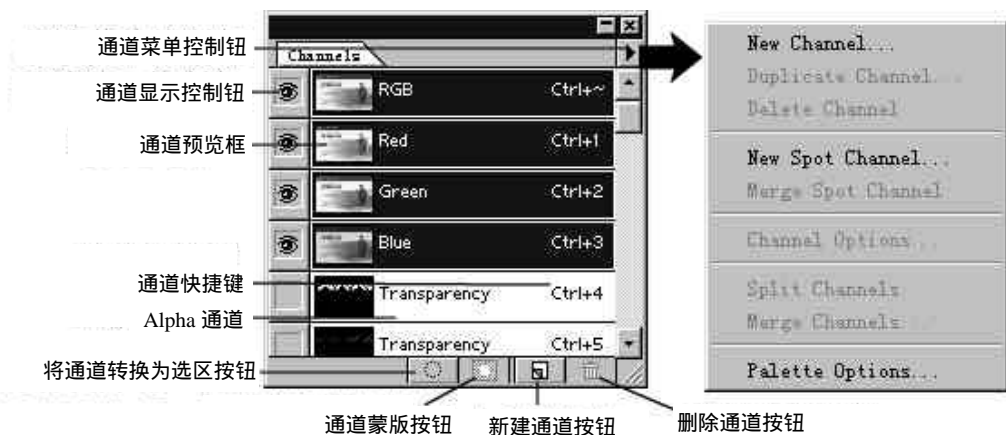 通道菜单控制钮
通道显示控制钮
通道预览框
通道快捷键
Alpha 通道
将通道转换为选区按钮
Channels
RGB Ctrl+~
Red Ctrl+1
Green Ctrl+2
Blue Ctrl+3
Transparency Ctrl+4
Transparency Ctrl+5
通道蒙版按钮
新建通道按钮
删除通道按钮
New Channel...
Duplicate Channel...
Delete Channel
New Spot Channel...
Merge Spot Channel
Channel Options...
Split Channels
Merge Channels
Palette Options...